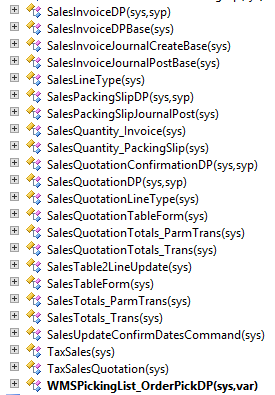 SalesInvoiceDP(sys,syp)
SalesInvoiceDPBase(sys)
SalesInvoiceJournalCreateBase(sys)
SalesInvoiceJournalPostBase(sys)
SalesLineType(sys)
SalesPackingSlipDP(sys,syp)
SalesPackingSlipJournalPost(sys)
SalesQuantity_Invoice(sys)
SalesQuantity_PackingSlip(sys)
SalesQuotationConfirmationDP(sys,syp)
SalesQuotationDP(sys,syp)
SalesQuotationLineType(sys)
SalesQuotationTableForm(sys)
SalesQuotationTotals_ParmTrans(sys)
SalesQuotationTotals_Trans(sys)
SalesTable2LineUpdate(sys)
SalesTableForm(sys)
SalesTotals_ParmTrans(sys)
SalesTotals_Trans(sys)
SalesUpdateConfirmDatesCommand(sys)
TaxSales(sys)
TaxSalesQuotation(sys)
WMSPickingList_OrderPickDP(sys,var)